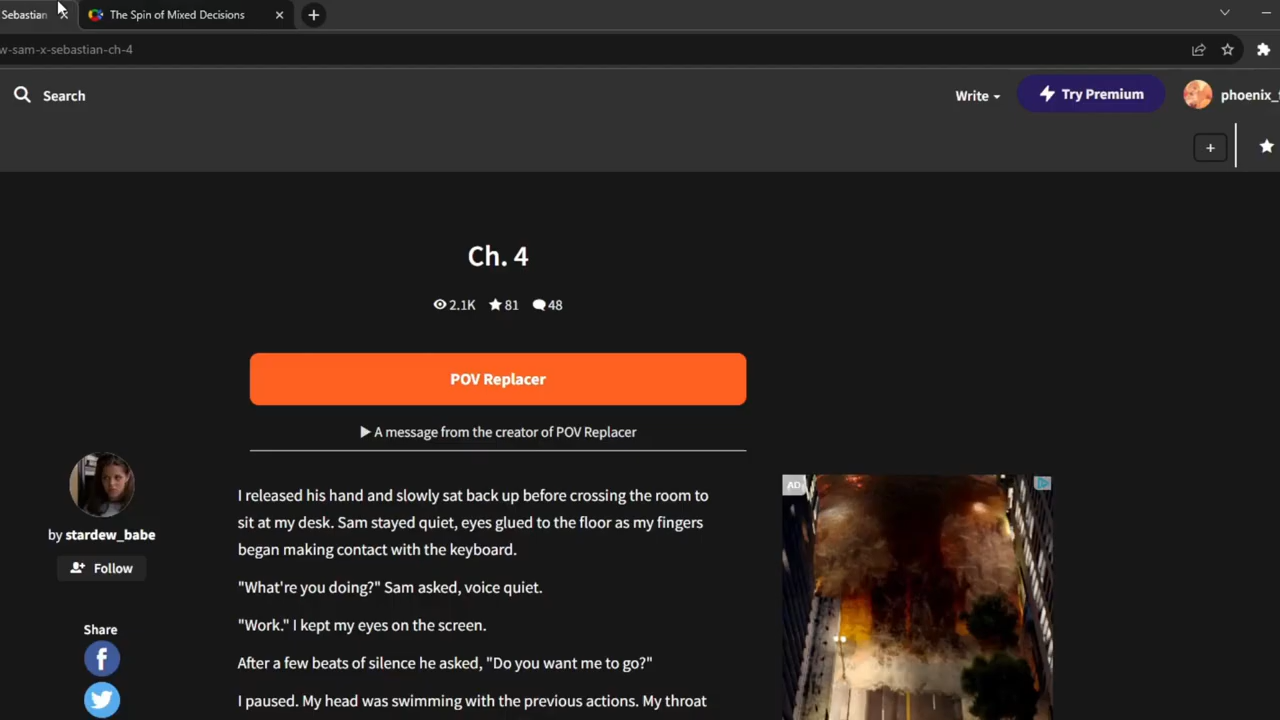 Sebastian
The Spin of Mixed Decisions
w-sam-x-sebastian-ch-4
Search
Write
Try Premium
phoenix_
Ch. 4
2.1K 81 48
POV Replacer
A message from the creator of POV Replacer
by stardew_babe
Follow
Share
I released his hand and slowly sat back up before crossing the room to
sit at my desk. Sam stayed quiet, eyes glued to the floor as my fingers
began making contact with the keyboard.
"What're you doing?" Sam asked, voice quiet.
"Work." I kept my eyes on the screen.
After a few beats of silence he asked, "Do you want me to go?"
I paused. My head was swimming with the previous actions. My throat
AD